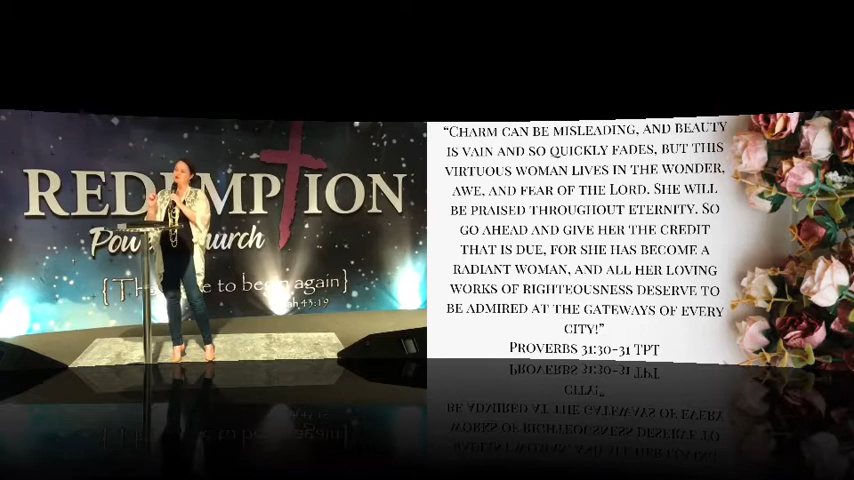 REDEMPTION
Church
again}
43:19
"CHARM CAN BE MISLEADING, AND BEAUTY
IS VAIN AND SO QUICKLY FADES, BUT THIS
VIRTUOUS WOMAN LIVES IN THE WONDER,
AWE, AND FEAR OF THE LORD. SHE WILL
BE PRAISED THROUGHOUT ETERNITY. SO
GO AHEAD AND GIVE HER THE CREDIT
THAT IS DUE, FOR SHE HAS BECOME A
RADIANT WOMAN, AND ALL HER LOVING
WORKS OF RIGHTEOUSNESS DESERVE TO
BE ADMIRED AT THE GATEWAYS OF EVERY
CITY!"
PROVERBS 31:30-31 TPT